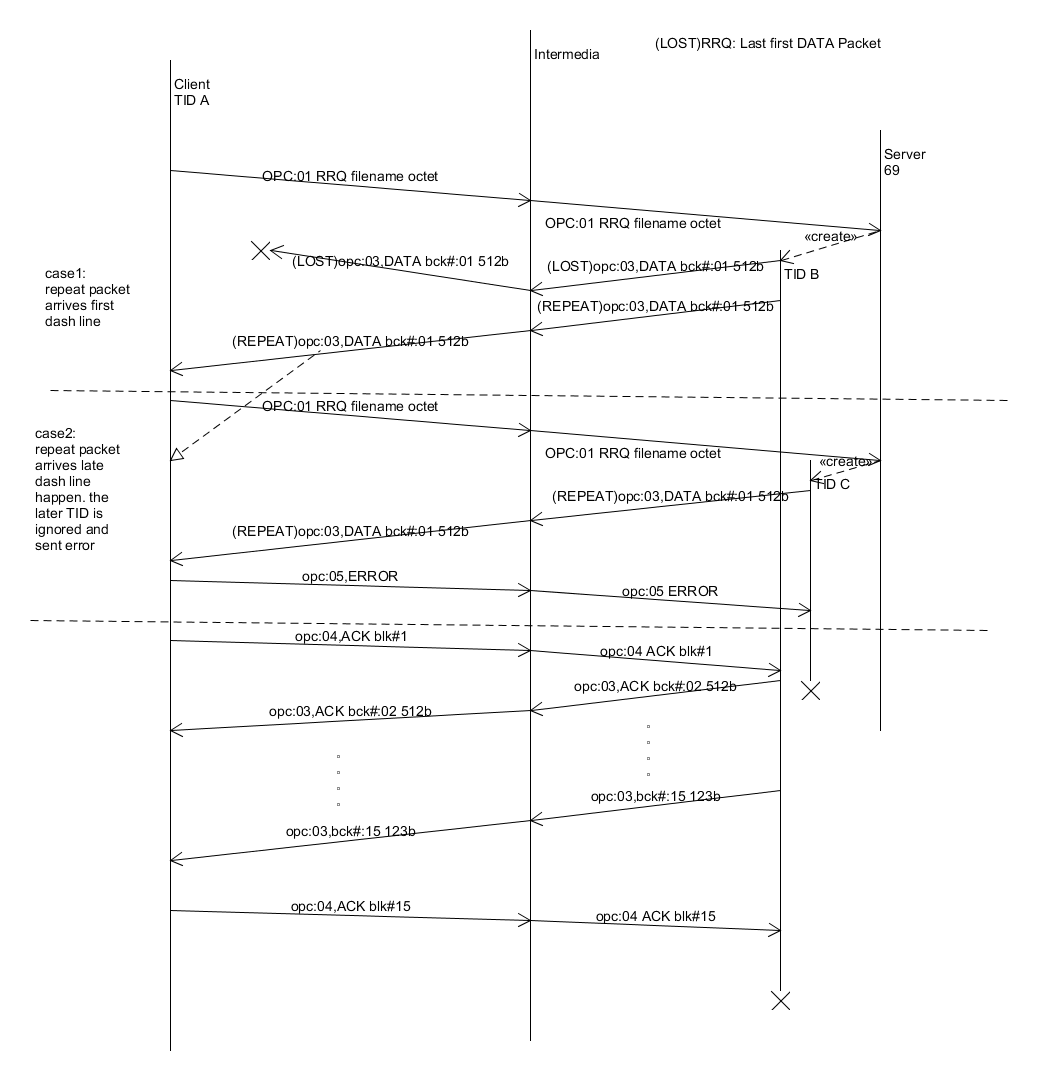 (LOST)RRQ: Last first DATA Packet
Intermedia
Client
TID A
Server
69
OPC:01 RRQ filename octet
OPC:01 RRQ filename octet
«create»
TID B
(LOST)opc:03,DATA bck#:01 512b
(LOST)opc:03,DATA bck#:01 512b
case1:
repeat packet
arrives first
dash line
(REPEAT)opc:03,DATA bck#:01 512b
(REPEAT)opc:03,DATA bck#:01 512b
OPC:01 RRQ filename octet
OPC:01 RRQ filename octet
case2:
repeat packet
arrives late
dash line
happen. the
later TID is
ignored and
sent error
«create»
TID C
(REPEAT)opc:03,DATA bck#:01 512b
(REPEAT)opc:03,DATA bck#:01 512b
opc:05,ERROR
opc:05 ERROR
opc:04,ACK blk#1
opc:04 ACK blk#1
opc:03,ACK bck#:02 512b
opc:03,ACK bck#:02 512b
opc:03,bck#:15 123b
opc:03,bck#:15 123b
opc:04,ACK blk#15
opc:04 ACK blk#15